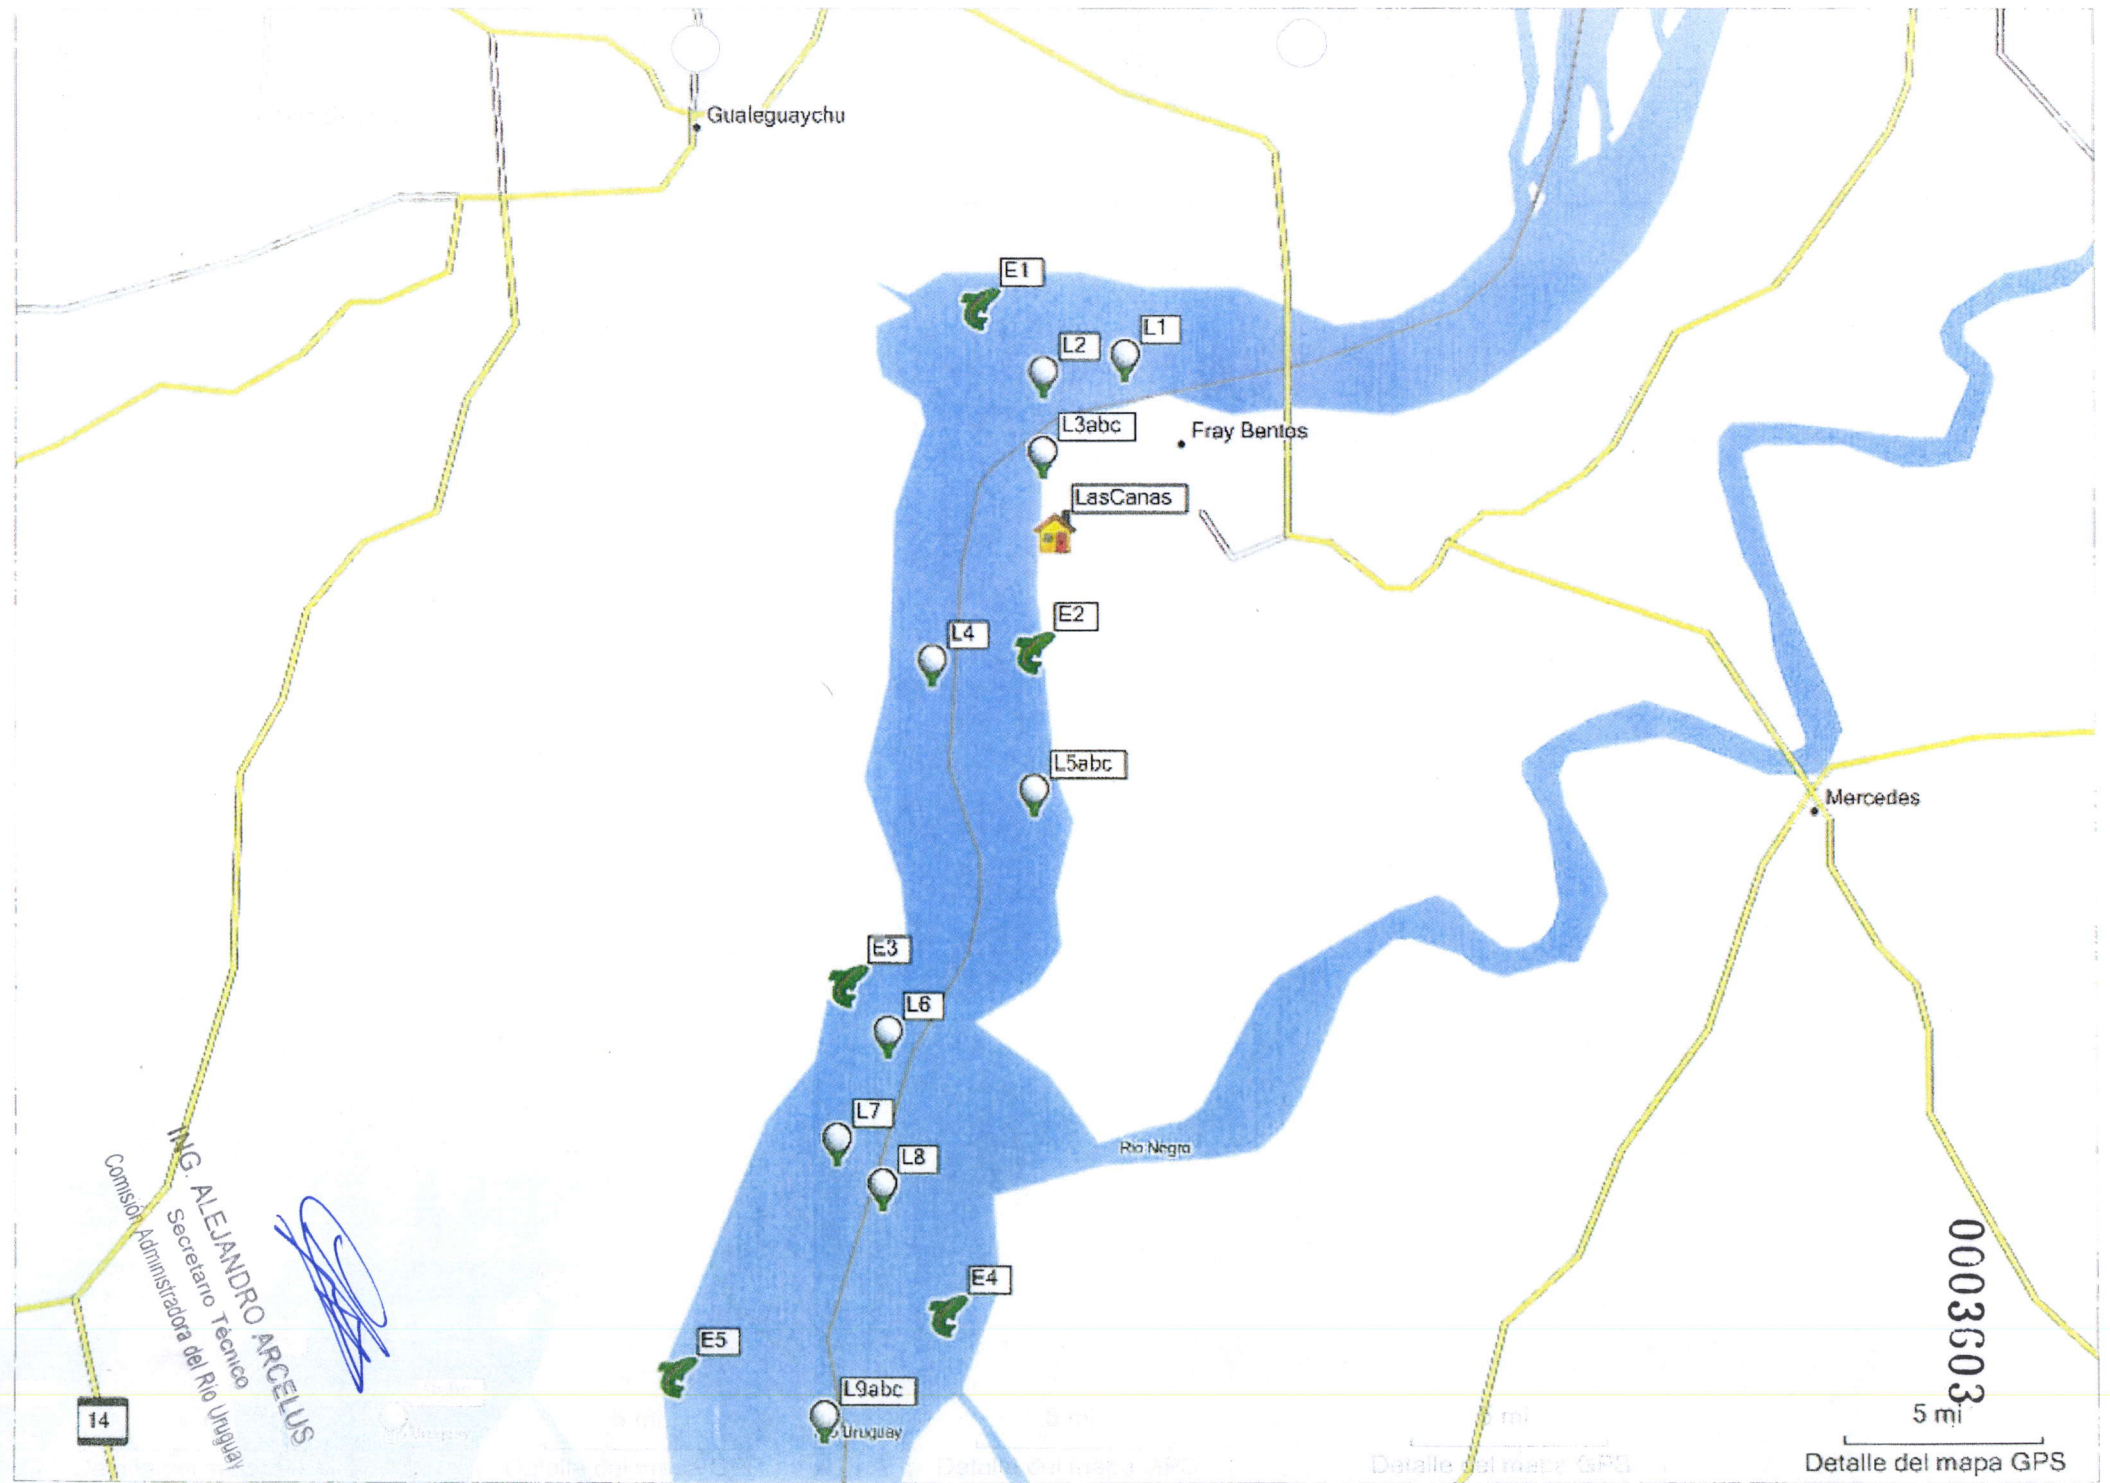 Gualeguaychu
E1
L1
L2
L3abc
Fray Bentos
LasCanas
E2
L4
L5abc
Mercedes
E3
L6
L7
Rio Negro
L8
E4
E5
L9abc
Uruguay
14
ING. ALEJANDRO ARCELUS
Secretario Técnico
Comisión Administradora del Rio Uruguay
0003603
5 mi
Detalle del mapa GPS